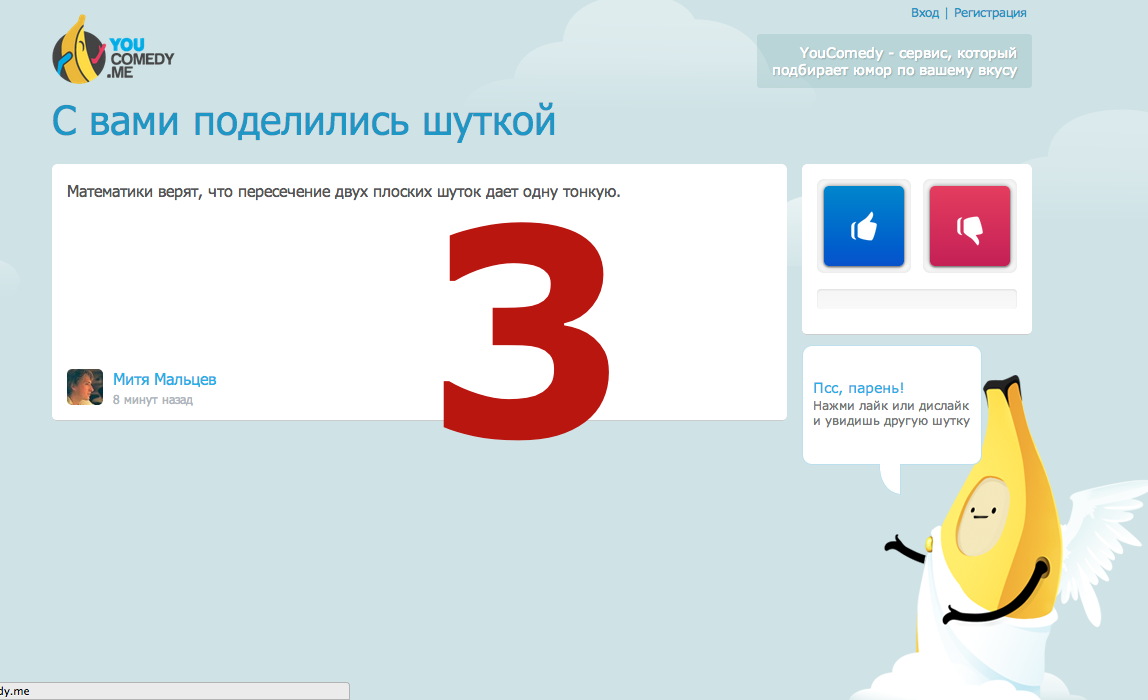 Вход | Регистрация
YOU
COMEDY
.ME
YouComedy - сервис, который
подбирает юмор по вашему вкусу
С вами поделились шуткой
Математики верят, что пересечение двух плоских шуток дает одну тонкую.
3
Митя Мальцев
8 минут назад
Псс, парень!
Нажми лайк или дислайк
и увидишь другую шутку
dy.me